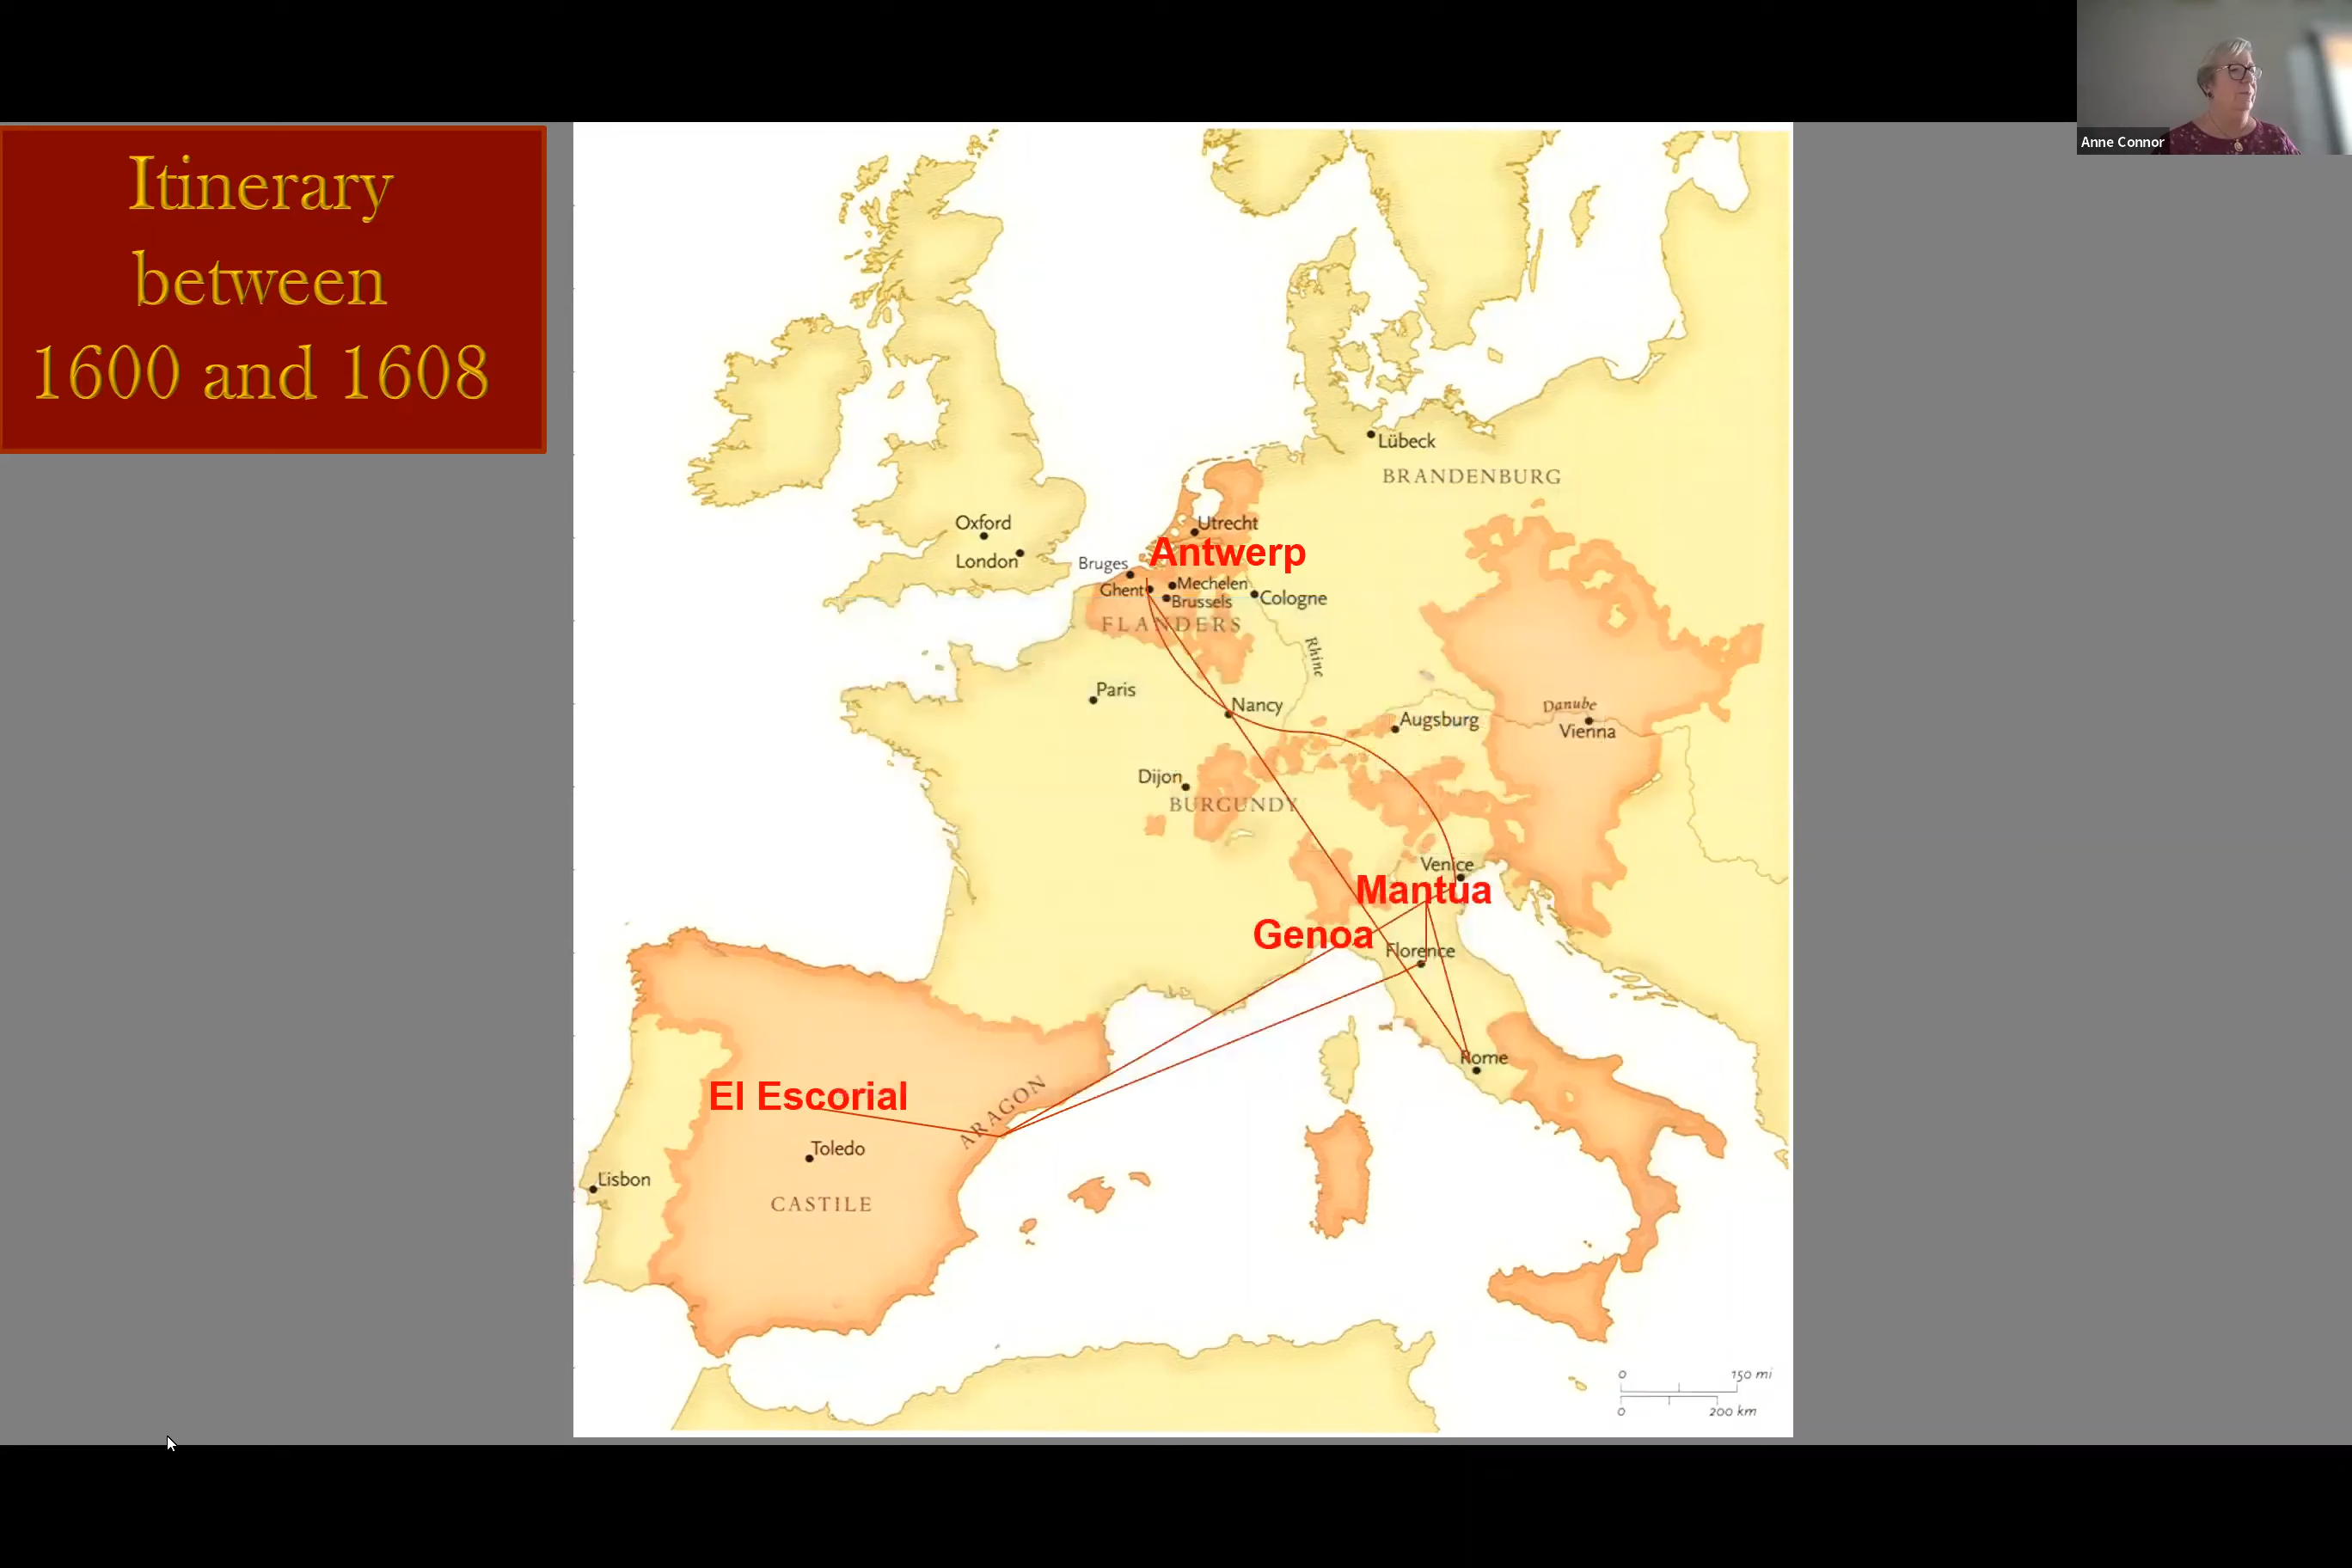 Anne Connor
Itinerary
between
1600 and 1608
Lübeck
BRANDENBURG
Oxford
London
Utrecht
Antwerp
Bruges
Ghent
Mechelen
Brussels
Cologne
FLANDERS
Rhine
Paris
Nancy
Augsburg
Danube
Vienna
Dijon
BURGUNDY
Venice
Mantua
Genoa
Florence
Rome
El Escorial
ARAGON
Toledo
Lisbon
CASTILE
0 150 mi
0 200 km